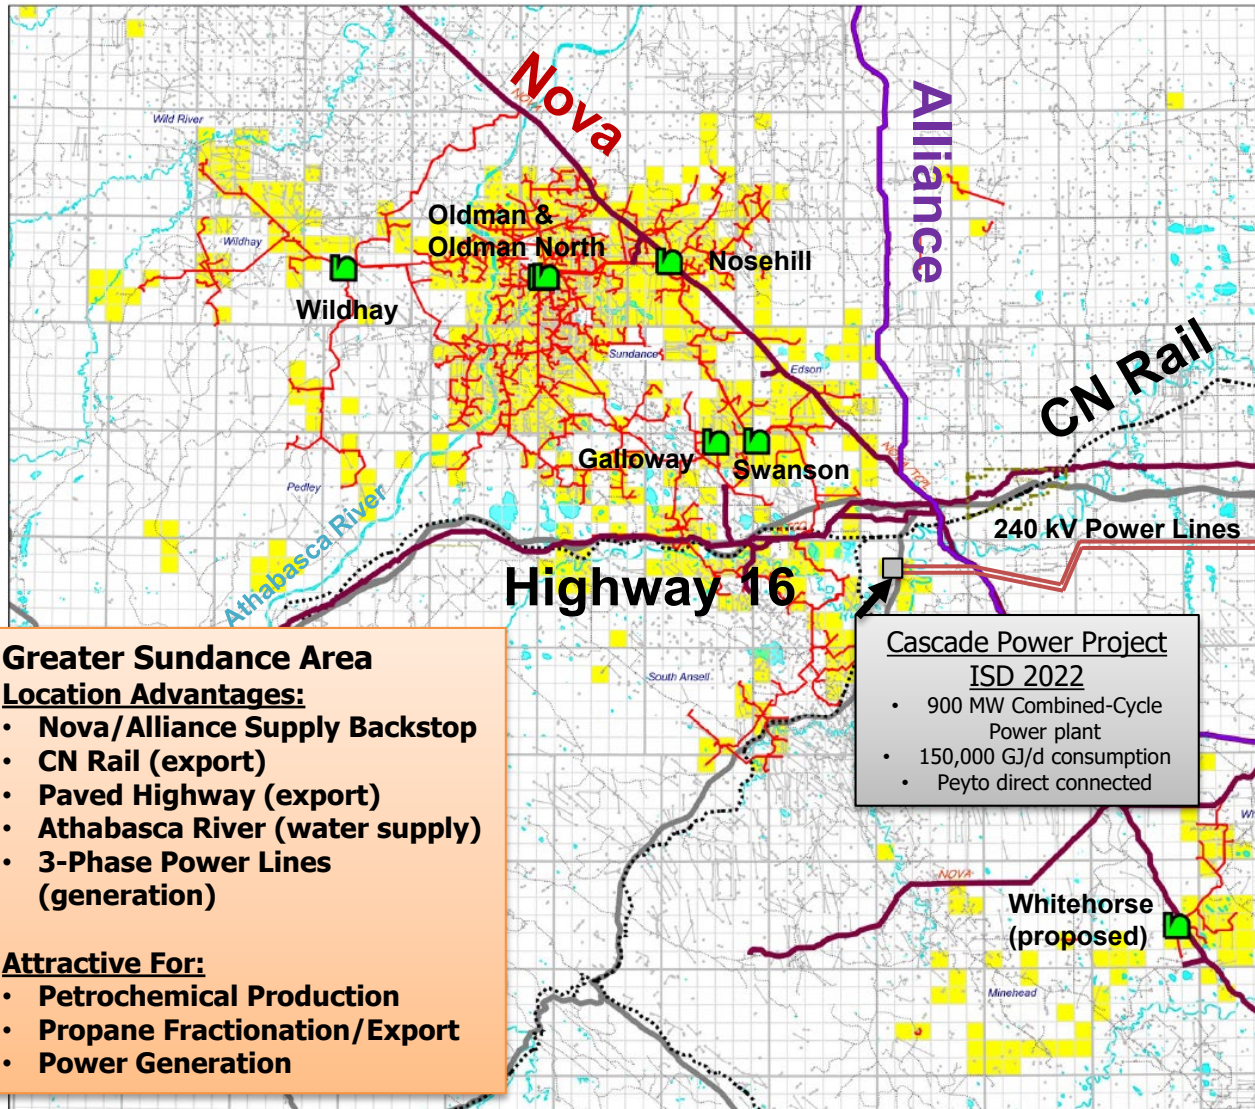 Nova
NOVA
Alliance
Wild River
Oldman &
Oldman North
Wildhay
Nosehill
Wildhay
CN Rail
Sundance
Edson
Galloway
Swanson
Pedley
Athabasca River
240 kV Power Lines
Highway 16
Greater Sundance Area
Location Advantages:
• Nova/Alliance Supply Backstop
• CN Rail (export)
• Paved Highway (export)
• Athabasca River (water supply)
• 3-Phase Power Lines
(generation)
Attractive For:
• Petrochemical Production
• Propane Fractionation/Export
• Power Generation
South Ansell
Cascade Power Project
ISD 2022
• 900 MW Combined-Cycle
Power plant
• 150,000 GJ/d consumption
• Peyto direct connected
NOVA
Whitehorse
(proposed)
Minehead